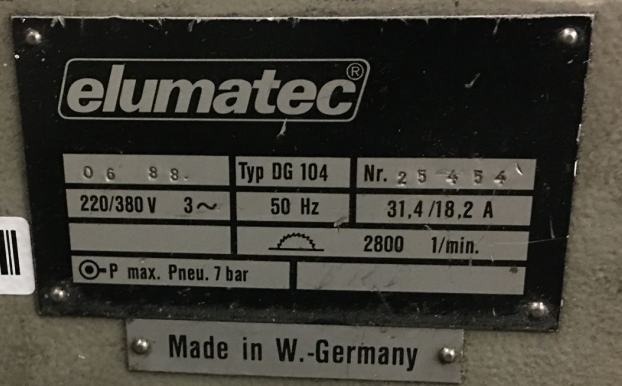 elumatec®
06 88. Typ DG 104 Nr. 25454
220/380 V 3~ 50 Hz 31,4/18,2 A
2800 1/min.
P max. Pneu. 7 bar
Made in W.-Germany